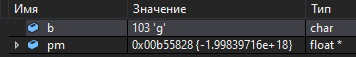 Имя Значение Тип
b 103 'g' char
pm 0x00b55828 {-1.99839716e+18} float *